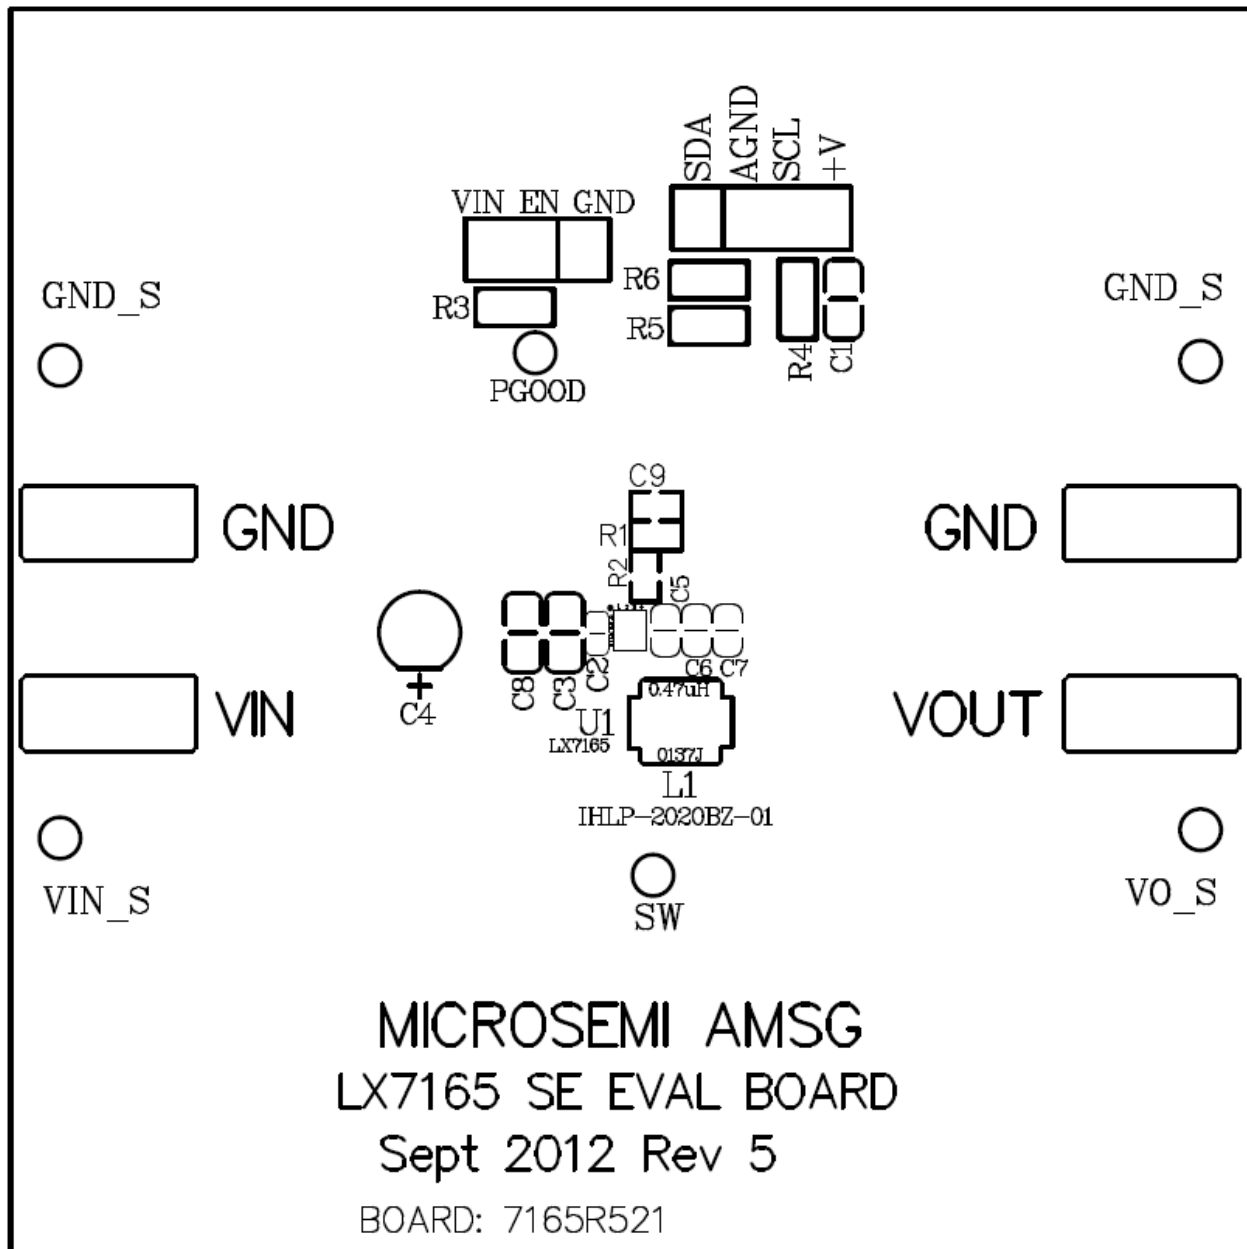 SDA
AGND
SCL
+V
VIN EN GND
GND_S
R3
PGOOD
R6
R5
R4
C1
GND_S
GND
C9
R1
R2
C5
GND
C4
C8
C3
C2
C6 C7
VIN
U1
LX7165
0.47uH
0137J
L1
IHLP-2020BZ-01
VOUT
VIN_S
SW
VO_S
MICROSEMI AMSG
LX7165 SE EVAL BOARD
Sept 2012 Rev 5
BOARD: 7165R521